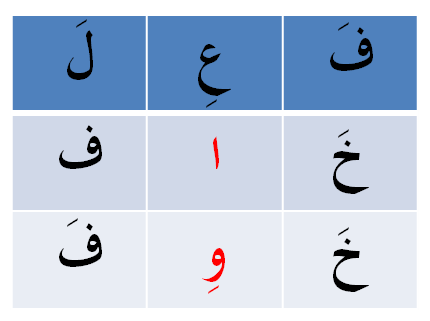 فَ عِ لَ
خَ ا ف
خَ وِ فَ